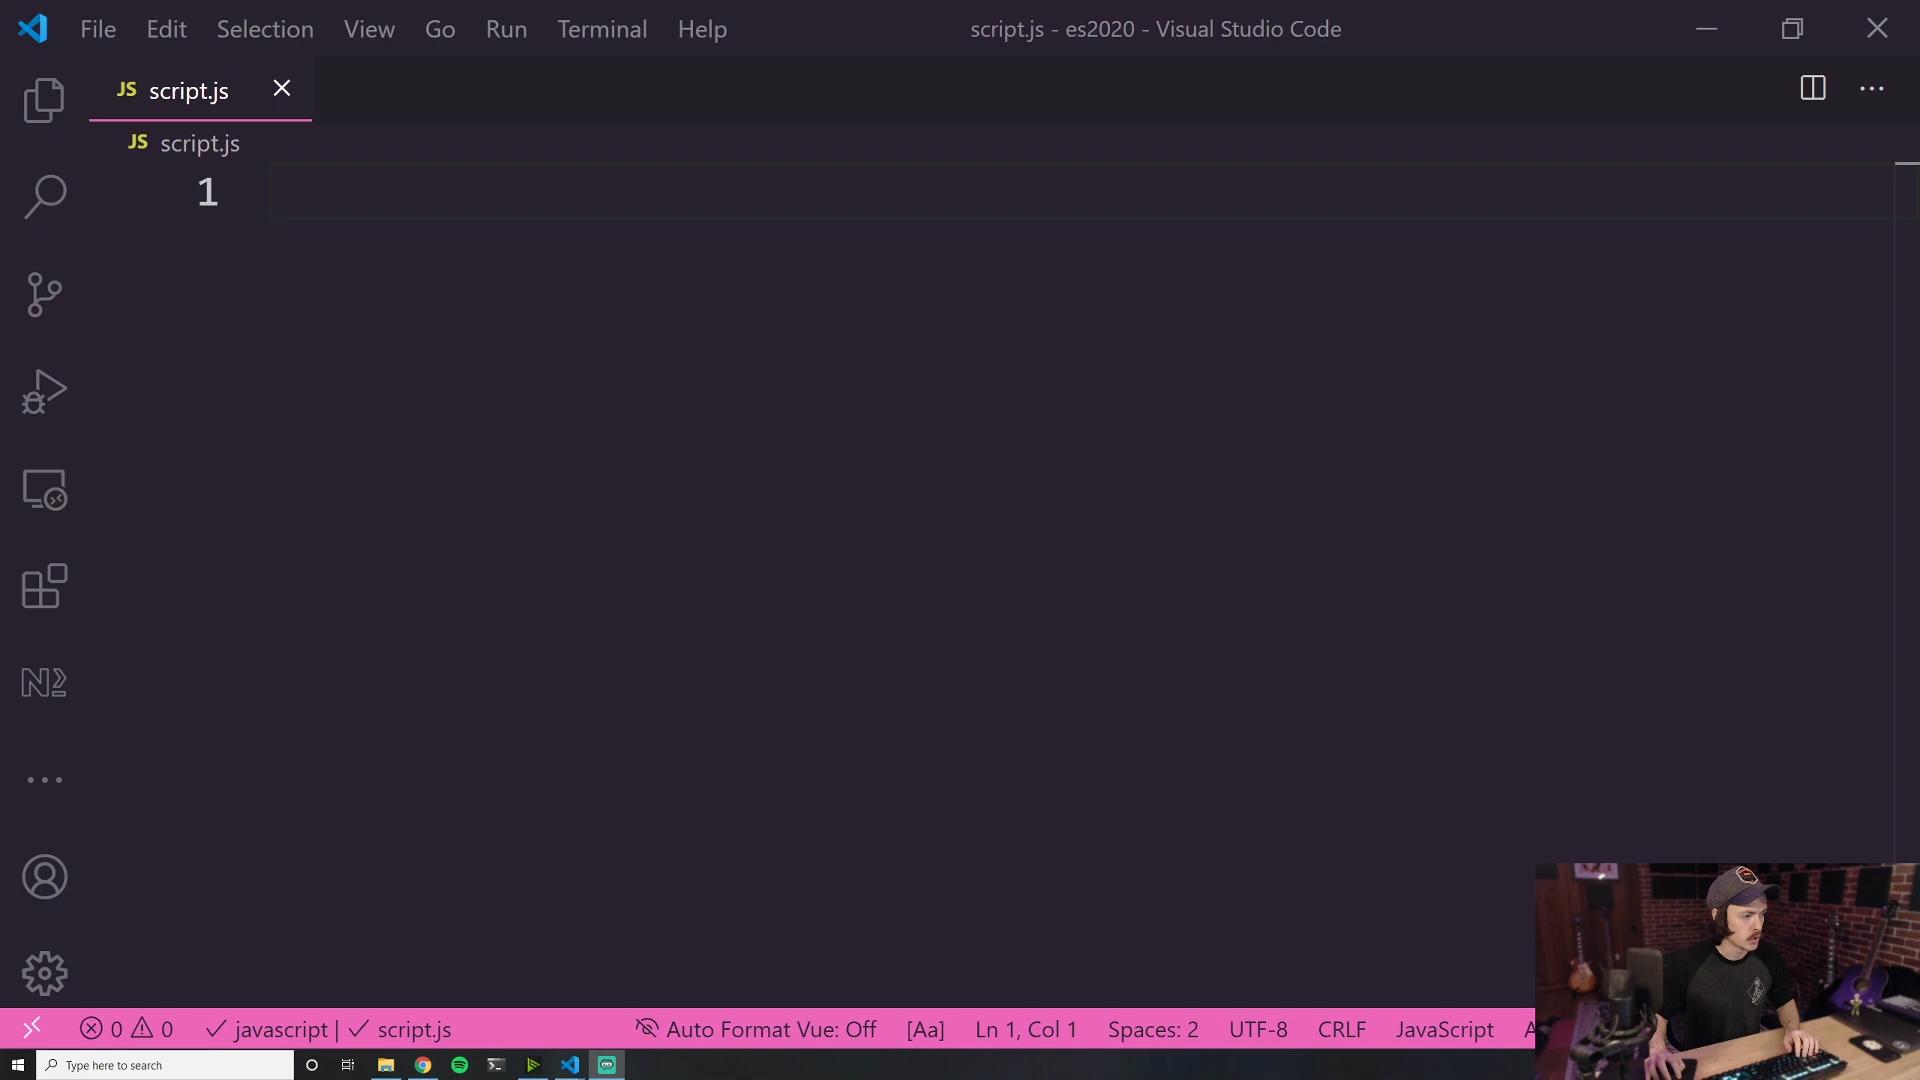 File Edit Selection View Go Run Terminal Help script.js - es2020 - Visual Studio Code
JS script.js
JS script.js
1
0 0 javascript | script.js Auto Format Vue: Off [Aa] Ln 1, Col 1 Spaces: 2 UTF-8 CRLF JavaScript
Type here to search